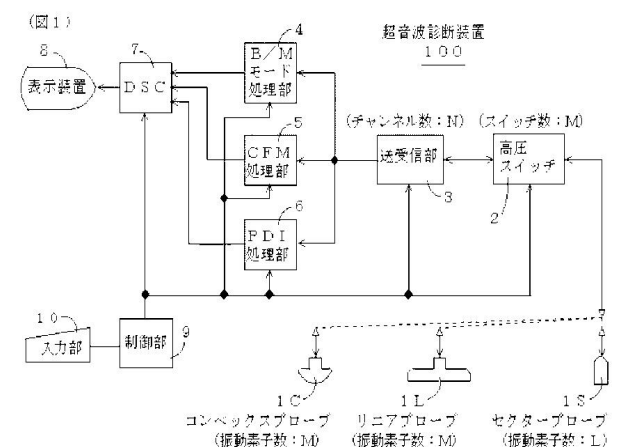 (図1)
超音波診断装置
100
8
表示装置
7
DSC
4
B/M
モード
処理部
5
CFM
処理部
6
PDI
処理部
(チャンネル数:N)
送受信部
3
(スイッチ数:M)
高圧
スイッチ
2
10
入力部
制御部
9
1C
コンベックスプローブ
(振動素子数:M)
1L
リニアプローブ
(振動素子数:M)
1S
セクタープローブ
(振動素子数:L)